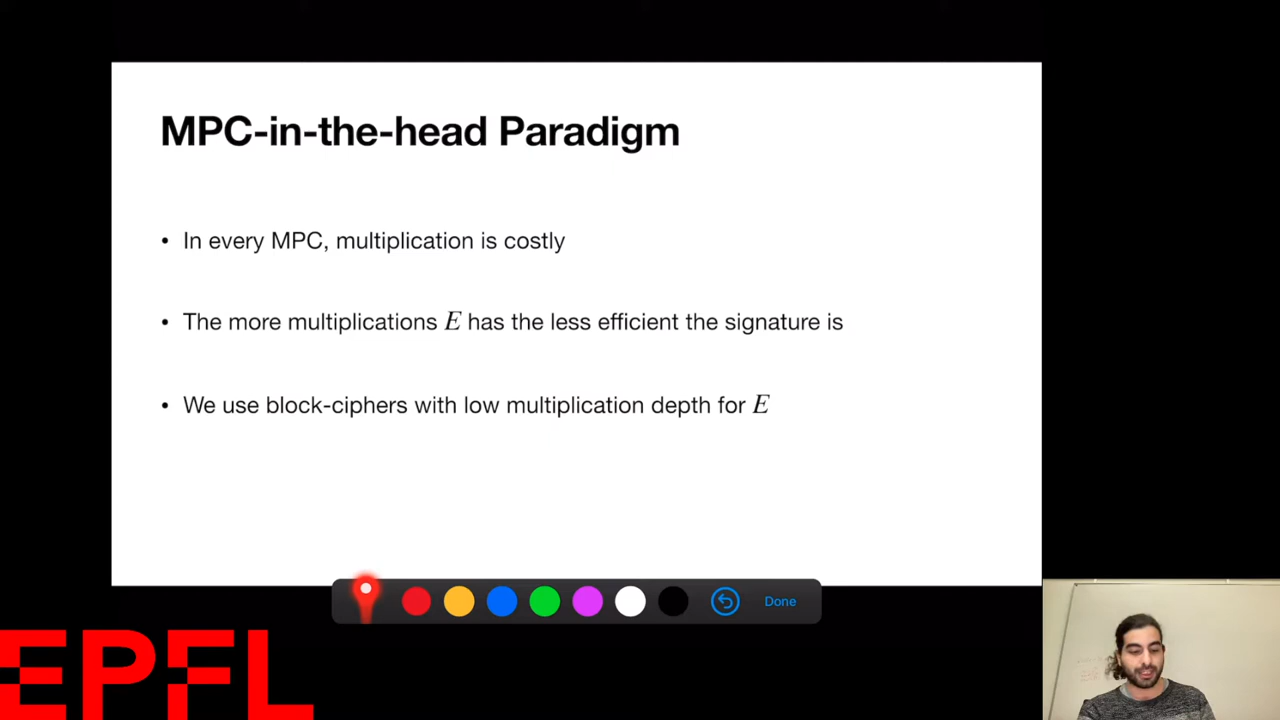 MPC-in-the-head Paradigm
• In every MPC, multiplication is costly
• The more multiplications E has the less efficient the signature is
• We use block-ciphers with low multiplication depth for E
Done
EPFL